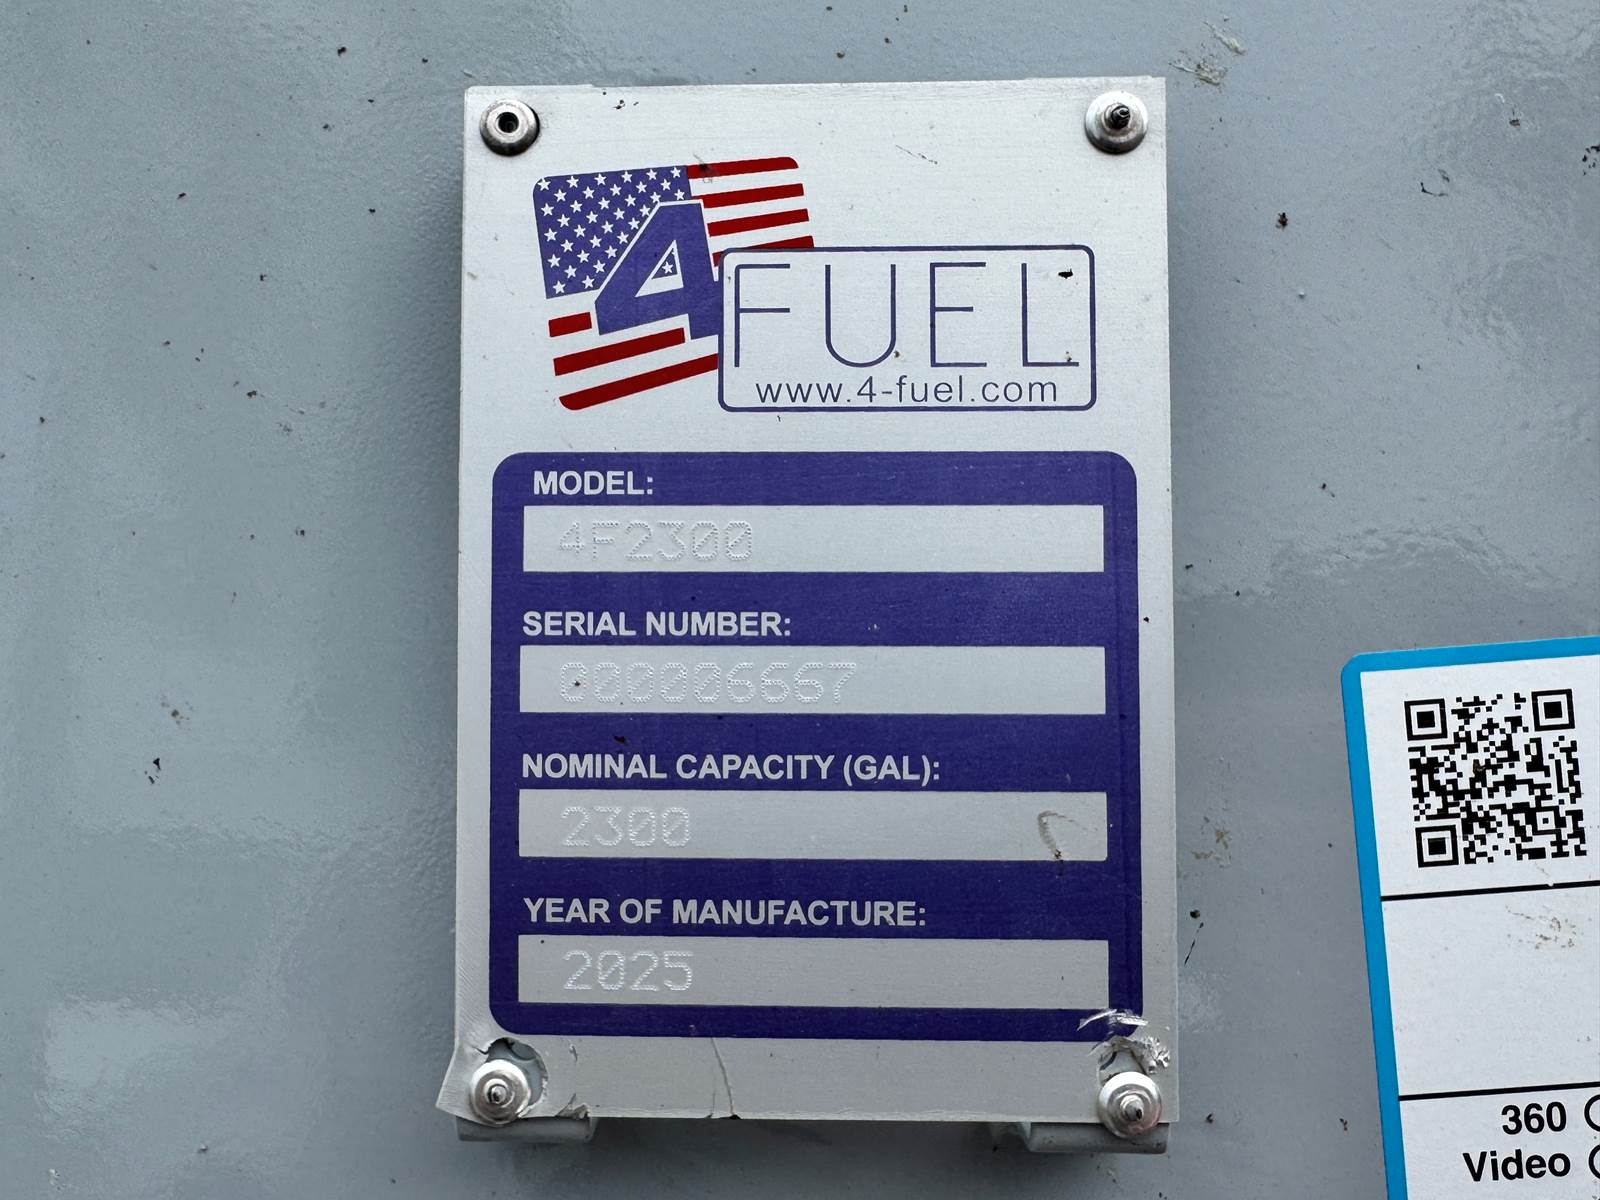 4
FUEL
www.4-fuel.com
MODEL:
4F2300
SERIAL NUMBER:
000006667
NOMINAL CAPACITY (GAL):
2300
YEAR OF MANUFACTURE:
2025
360
Video